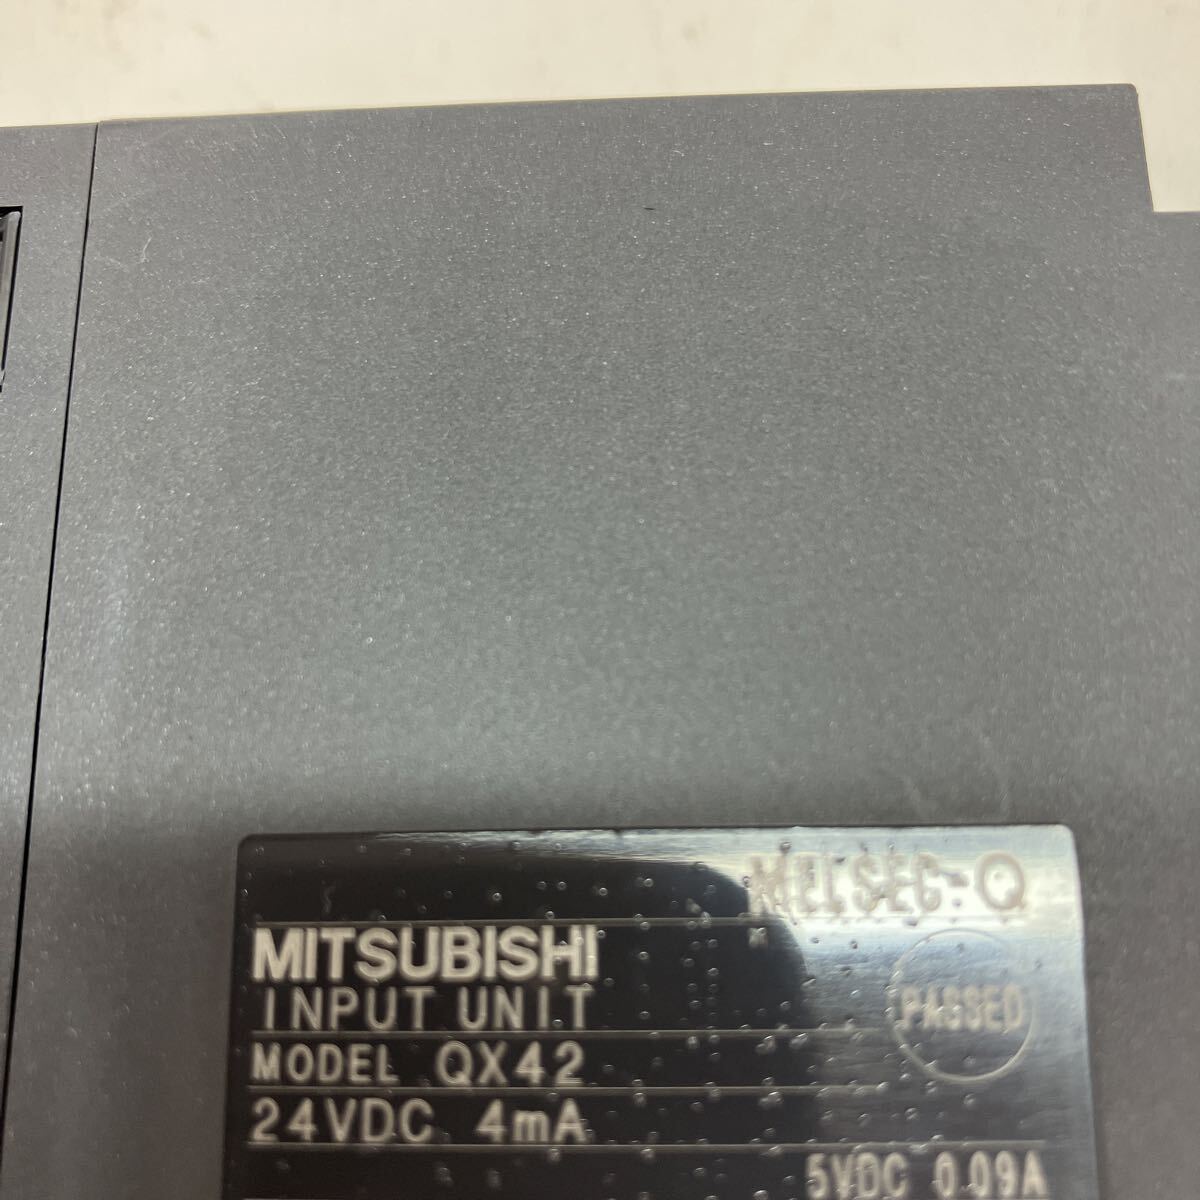 MELSEC-Q
MITSUBISHI
INPUT UNIT
PASSED
MODEL QX42
24VDC 4mA
5VDC 0.09A